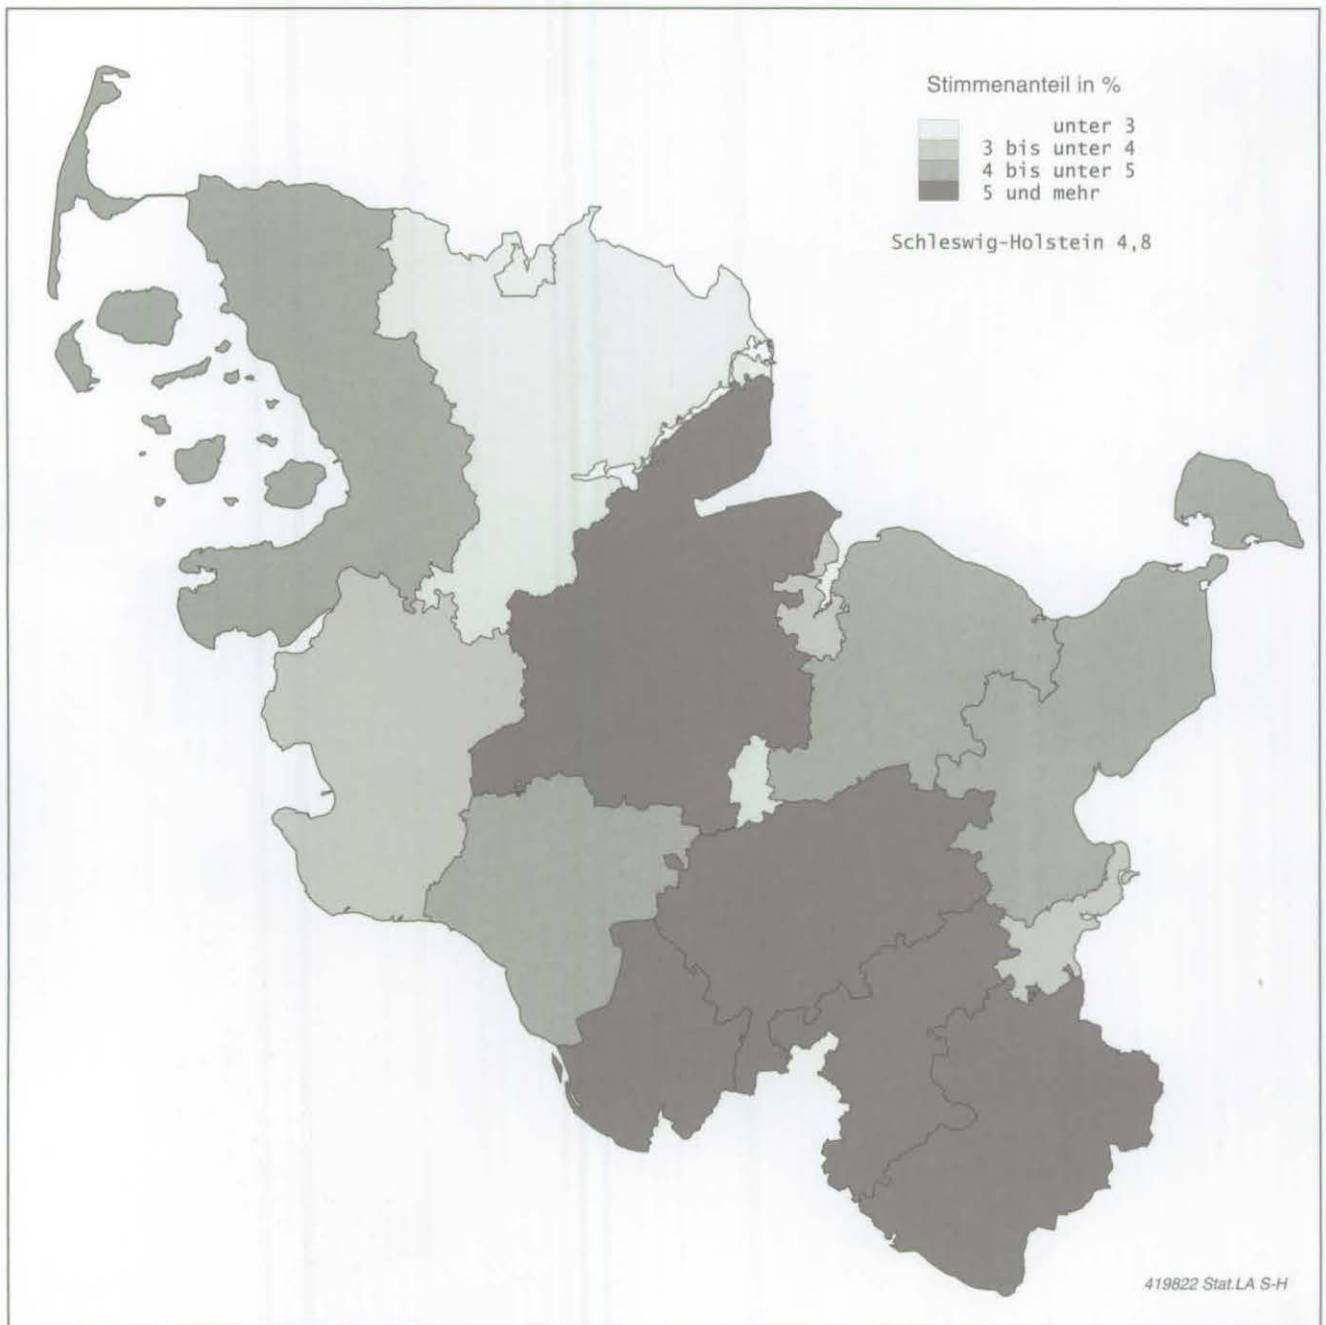 Stimmenanteil in %
unter 3
3 bis unter 4
4 bis unter 5
5 und mehr
Schleswig-Holstein 4,8
419822 Stat.LA S-H